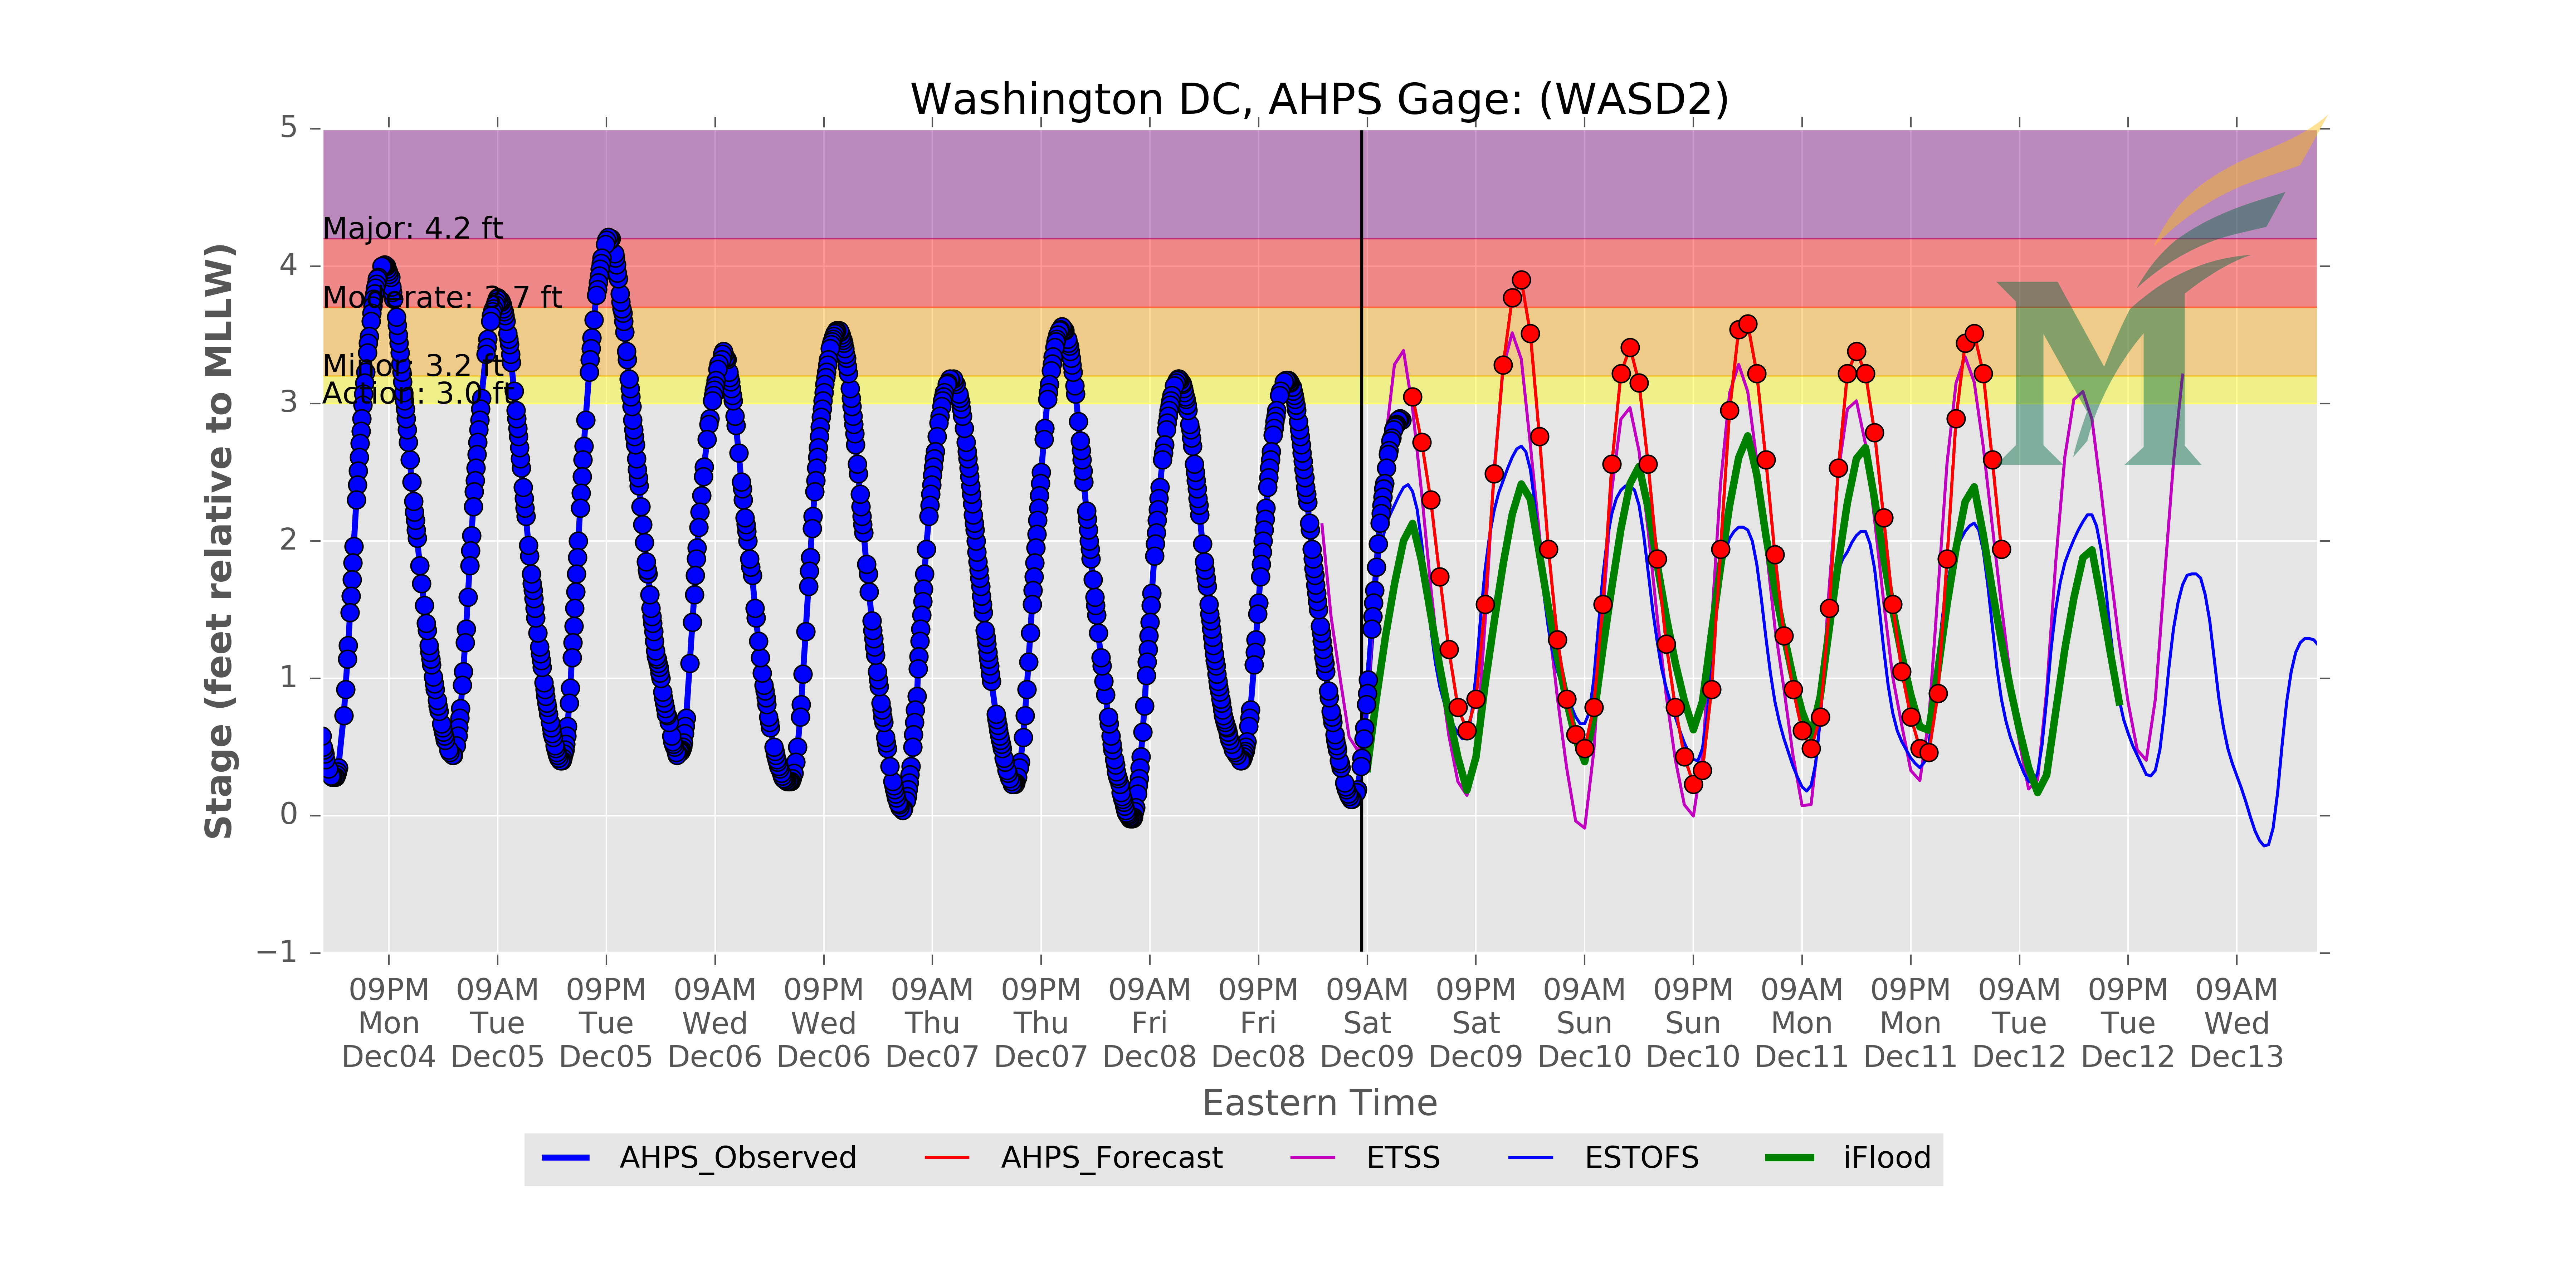 Washington DC, AHPS Gage: (WASD2)
Stage (feet relative to MLLW)
5
4
3
2
1
0
−1
Major: 4.2 ft
Moderate: 3.7 ft
Minor: 3.2 ft
Action: 3.0 ft
M
09PM 09AM 09PM 09AM 09PM 09AM 09PM 09AM 09PM 09AM 09PM 09AM 09PM 09AM 09PM 09AM 09PM 09AM
Mon Tue Tue Wed Wed Thu Thu Fri Fri Sat Sat Sun Sun Mon Mon Tue Tue Wed
Dec04 Dec05 Dec05 Dec06 Dec06 Dec07 Dec07 Dec08 Dec08 Dec09 Dec09 Dec10 Dec10 Dec11 Dec11 Dec12 Dec12 Dec13
Eastern Time
AHPS_Observed AHPS_Forecast ETSS ESTOFS iFlood